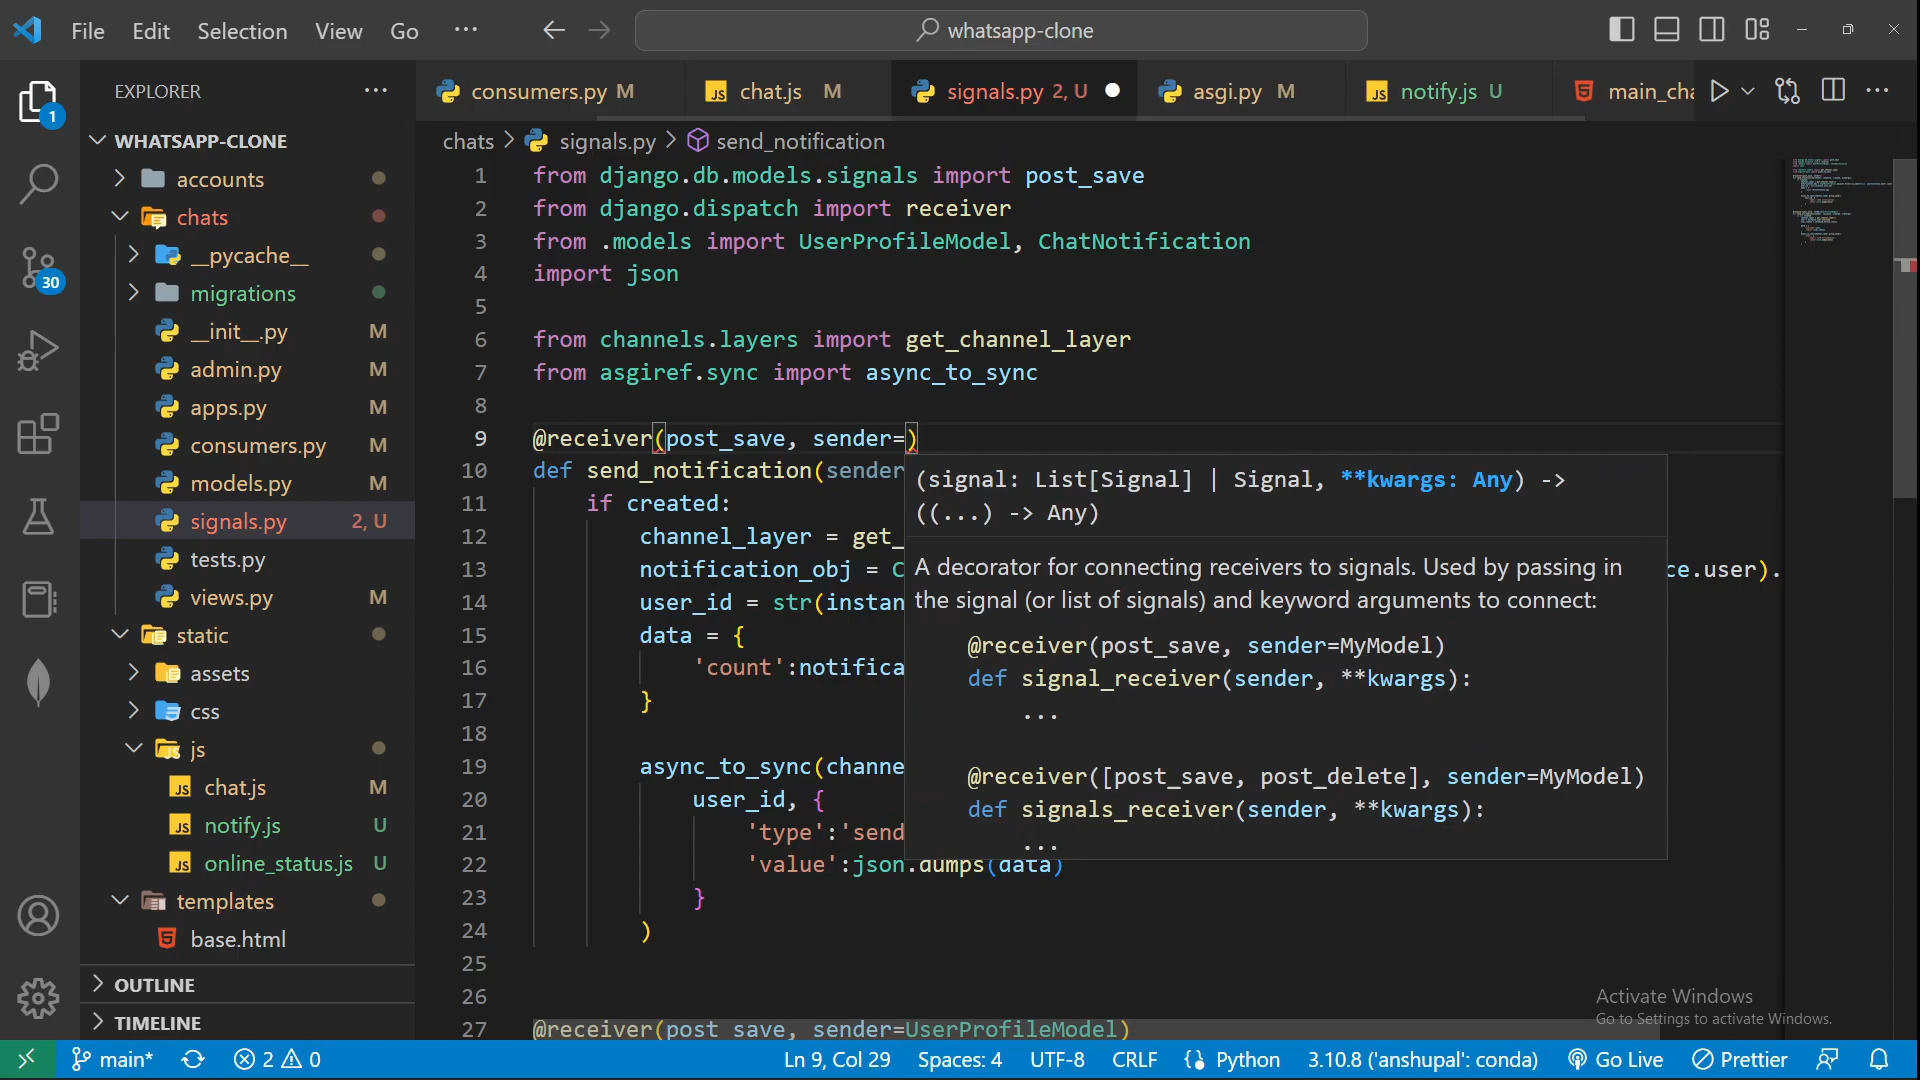 File Edit Selection View Go ··· whatsapp-clone
EXPLORER ···
consumers.py M
chat.js M
signals.py 2, U
asgi.py M
notify.js U
main_cha
chats > signals.py > send_notification
1
WHATSAPP-CLONE
accounts
chats
__pycache__
migrations
__init__.py M
admin.py M
apps.py M
30
consumers.py M
models.py M
signals.py 2, U
tests.py
views.py M
static
assets
css
js
chat.js M
notify.js U
online_status.js U
templates
base.html
OUTLINE
TIMELINE
1 from django.db.models.signals import post_save
2 from django.dispatch import receiver
3 from .models import UserProfileModel, ChatNotification
4 import json
5
6 from channels.layers import get_channel_layer
7 from asgiref.sync import async_to_sync
8
9 @receiver(post_save, sender=)
10 def send_notification(sender
11 if created:
12 channel_layer = get_
13 notification_obj = C ce.user).
14 user_id = str(instan
15 data = {
16 'count':notifica
17 }
18
19 async_to_sync(channe
20 user_id, {
21 'type':'send
22 'value':json.dumps(data)
23 }
24 )
25
26
27 @receiver(post_save, sender=UserProfileModel)
(signal: List[Signal] | Signal, **kwargs: Any) ->
((...) -> Any)
A decorator for connecting receivers to signals. Used by passing in
the signal (or list of signals) and keyword arguments to connect:
@receiver(post_save, sender=MyModel)
def signal_receiver(sender, **kwargs):
...
@receiver([post_save, post_delete], sender=MyModel)
def signals_receiver(sender, **kwargs):
...
Activate Windows
Go to Settings to activate Windows.
main* 2 0 Ln 9, Col 29 Spaces: 4 UTF-8 CRLF Python 3.10.8 ('anshupal': conda) Go Live Prettier